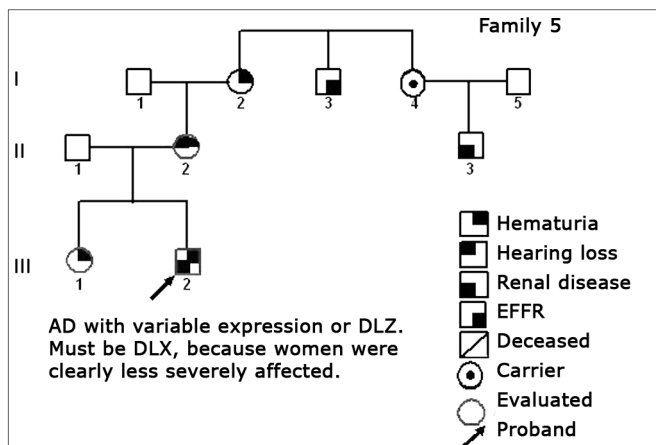 Family 5
I
1
2
3
4
5
II
1
2
3
III
1
2
Hematuria
Hearing loss
Renal disease
EFFR
Deceased
Carrier
Evaluated
Proband
AD with variable expression or DLZ.
Must be DLX, because women were
clearly less severely affected.